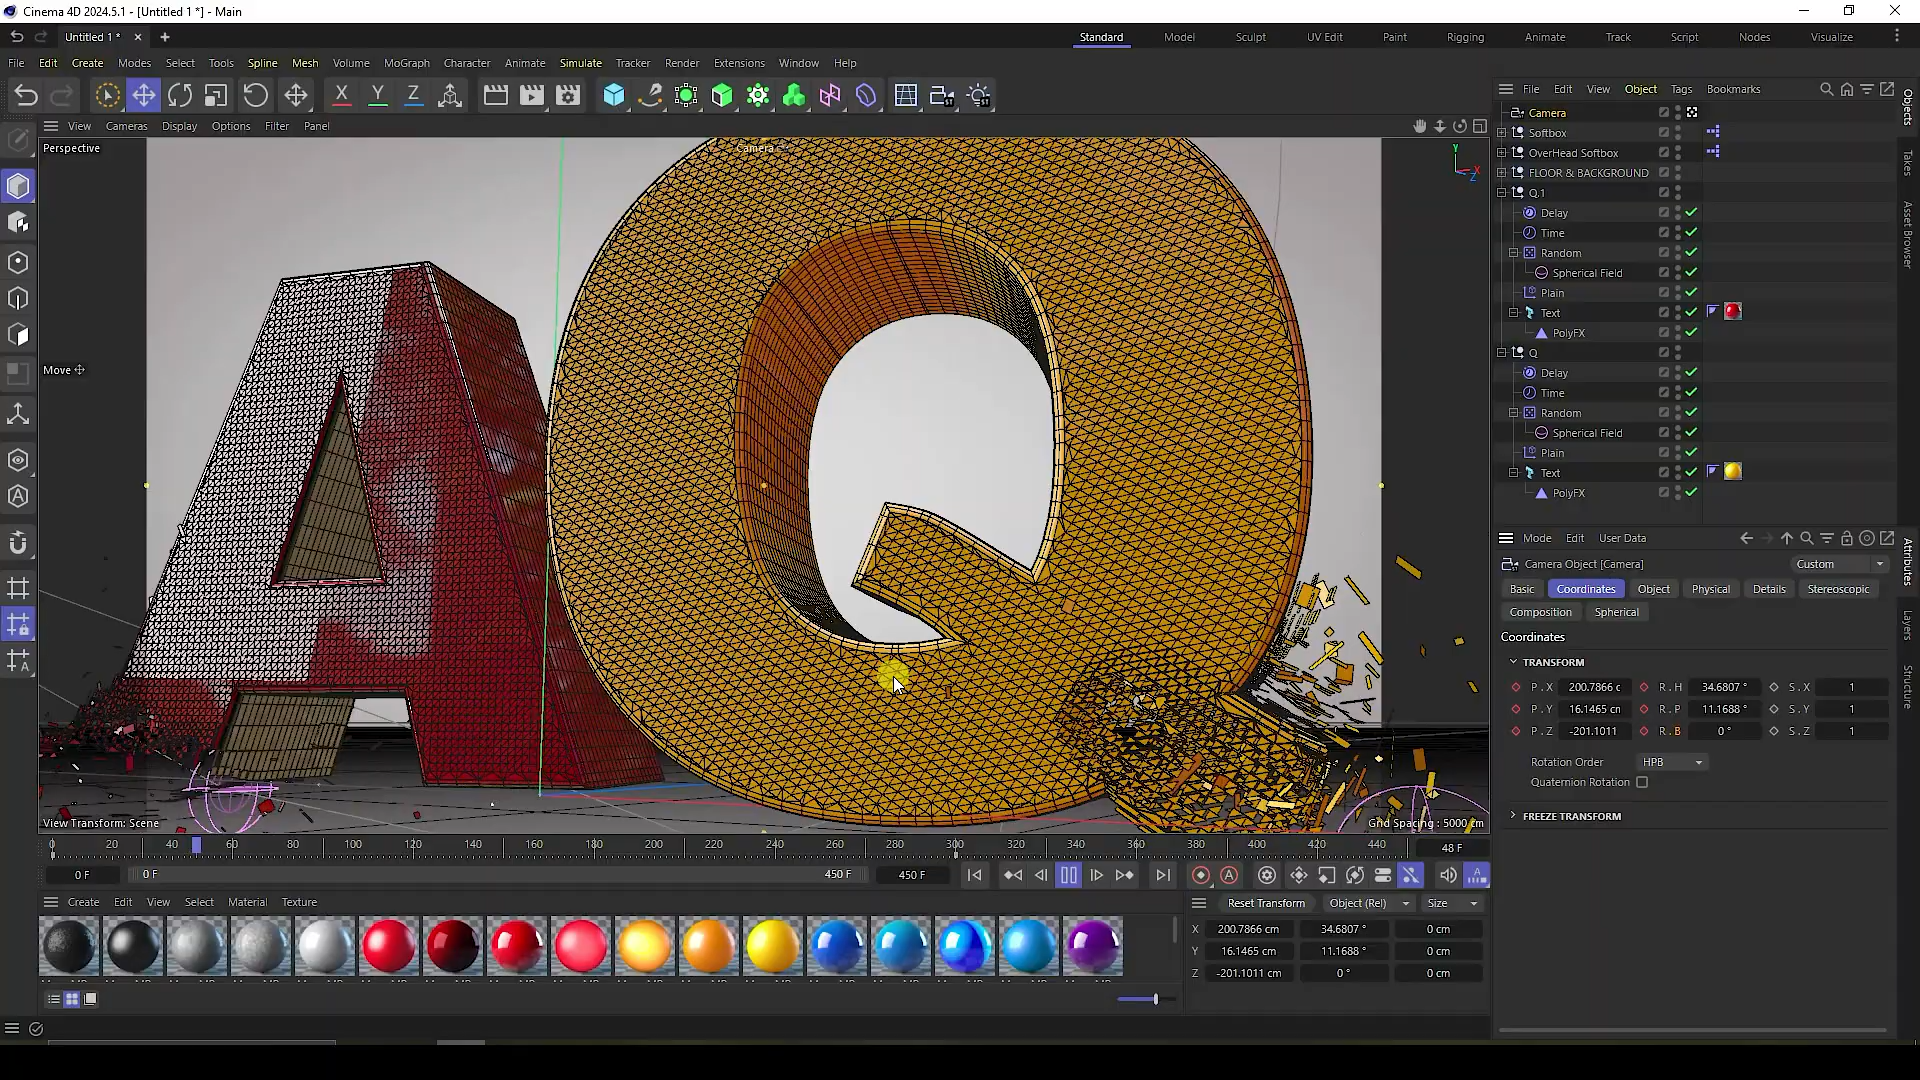 Cinema 4D 2024.5.1 - [Untitled 1 *] - Main
Untitled 1 *
Standard Model Sculpt UV Edit Paint Rigging Animate Track Script Nodes Visualize
File Edit Create Modes Select Tools Spline Mesh Volume MoGraph Character Animate Simulate Tracker Render Extensions Window Help
X Y Z
File Edit View Object Tags Bookmarks
View Cameras Display Options Filter Panel
Perspective
Camera
Y
X
Z
Move
A
Q
View Transform: Scene
Grid Spacing : 5000 cm
Camera
Softbox
OverHead Softbox
FLOOR & BACKGROUND
Q.1
Delay
Time
Random
Spherical Field
Plain
Text
PolyFX
Q
Delay
Time
Random
Spherical Field
Plain
Text
PolyFX
Objects
Takes
Asset Browser
Mode Edit User Data
Camera Object [Camera]
Custom
Basic Coordinates Object Physical Details Stereoscopic
Composition Spherical
Coordinates
TRANSFORM
P . X 200.7866 c R . H 34.6807 ° S . X 1
P . Y 16.1465 cn R . P 11.1688 ° S . Y 1
P . Z -201.1011 R . B 0 ° S . Z 1
Rotation Order HPB
Quaternion Rotation
FREEZE TRANSFORM
Attributes
Layers
Structure
0 20 40 60 80 100 120 140 160 180 200 220 240 260 280 300 320 340 360 380 400 420 440 48 F
0 F 0 F 450 F 450 F
Create Edit View Select Material Texture
Reset Transform Object (Rel) Size
X 200.7866 cm 34.6807 ° 0 cm
Y 16.1465 cm 11.1688 ° 0 cm
Z -201.1011 cm 0 ° 0 cm